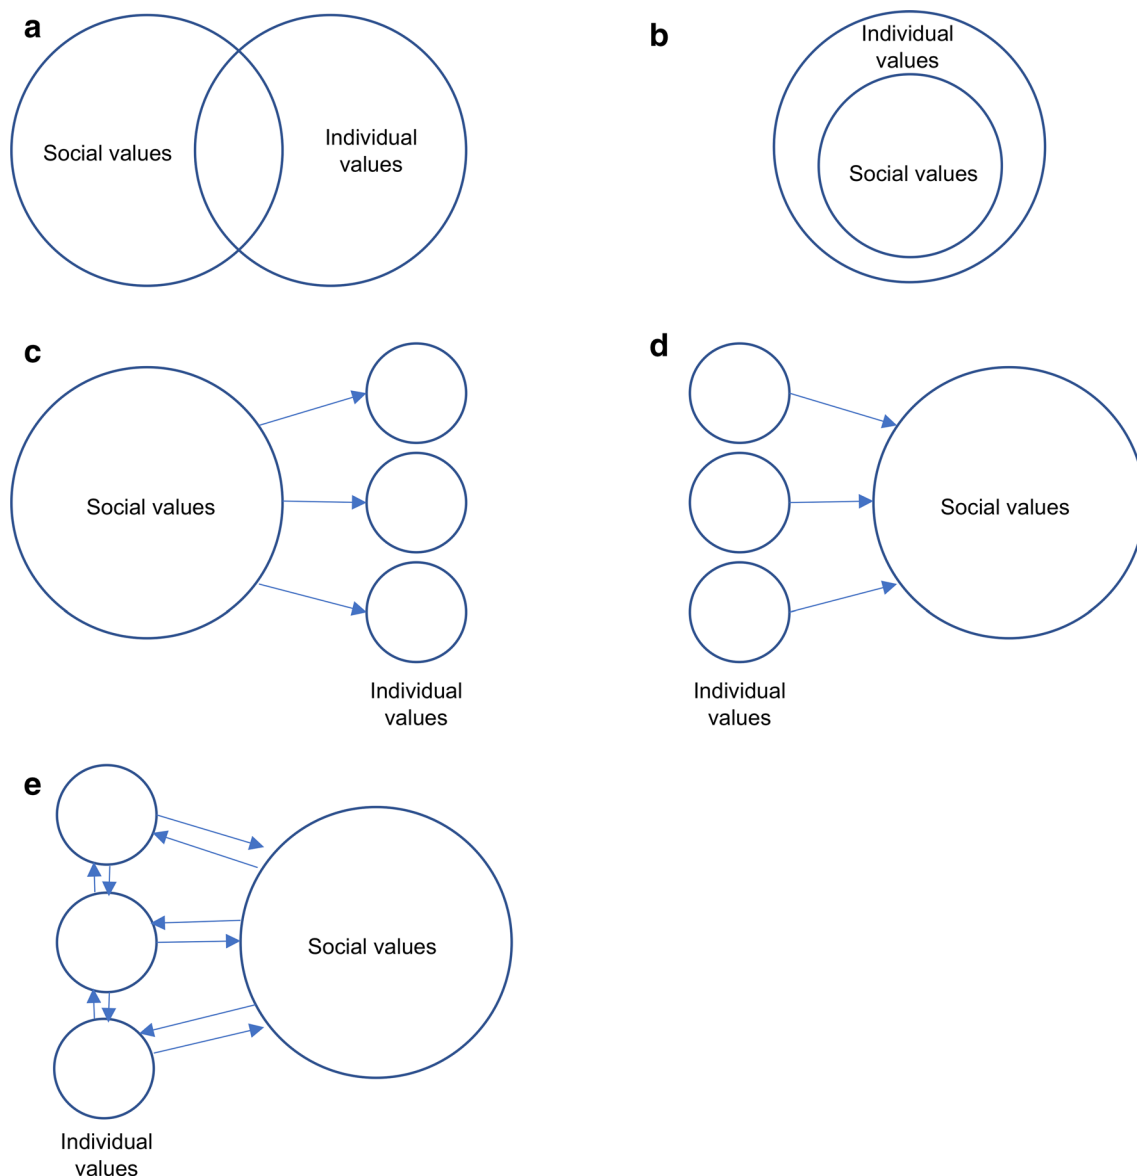 a
Social values
Individual
values
b
Individual
values
Social values
c
Social values
Individual
values
d
Social values
Individual
values
e
Social values
Individual
values